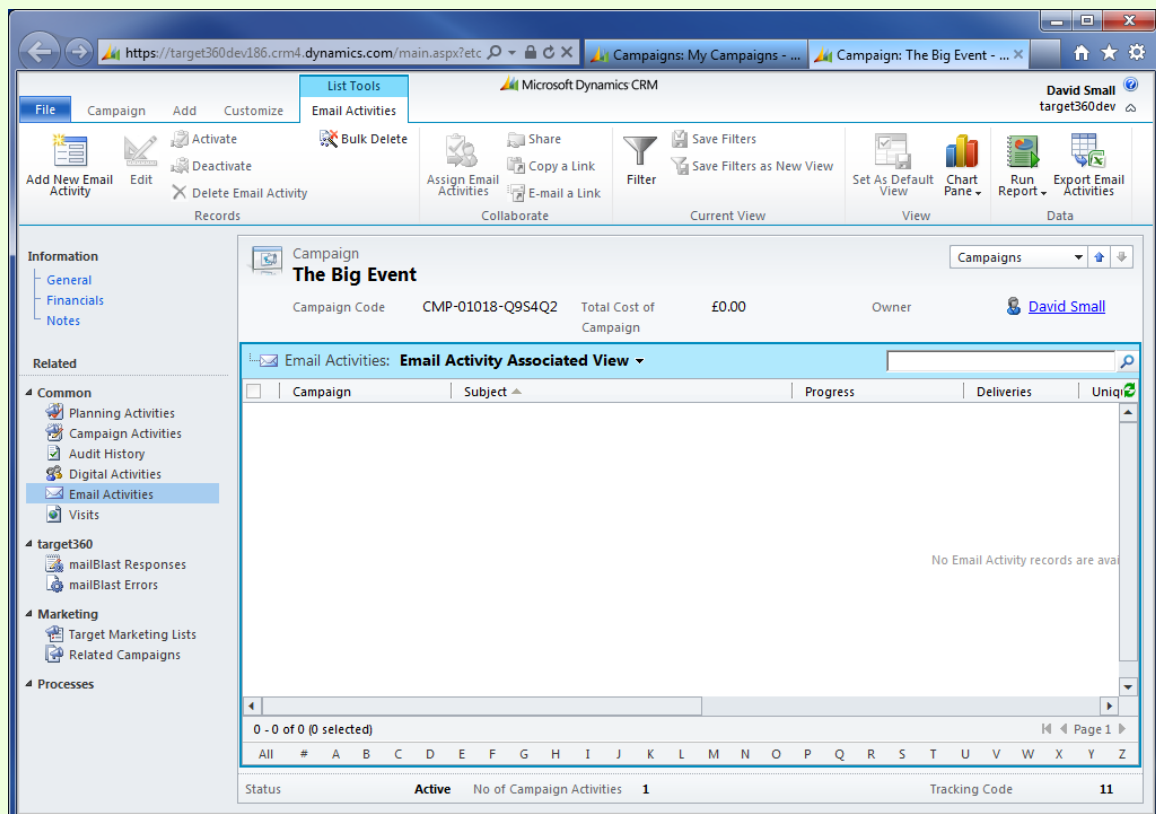 https://target360dev186.crm4.dynamics.com/main.aspx?etc
Campaigns: My Campaigns - ...
Campaign: The Big Event - ...
List Tools
Microsoft Dynamics CRM
David Small
target360dev
File
Campaign
Add
Customize
Email Activities
Add New Email
Activity
Edit
Activate
Deactivate
Delete Email Activity
Bulk Delete
Records
Assign Email
Activities
Share
Copy a Link
E-mail a Link
Collaborate
Filter
Save Filters
Save Filters as New View
Current View
Set As Default
View
Chart
Pane
View
Run
Report
Export Email
Activities
Data
Information
General
Financials
Notes
Related
Common
Planning Activities
Campaign Activities
Audit History
Digital Activities
Email Activities
Visits
target360
mailBlast Responses
mailBlast Errors
Marketing
Target Marketing Lists
Related Campaigns
Processes
Campaign
The Big Event
Campaigns
Campaign Code CMP-01018-Q9S4Q2 Total Cost of £0.00 Owner David Small
Campaign
Email Activities: Email Activity Associated View
Campaign Subject Progress Deliveries Uniq
No Email Activity records are avai
0 - 0 of 0 (0 selected) Page 1
All # A B C D E F G H I J K L M N O P Q R S T U V W X Y Z
Status Active No of Campaign Activities 1 Tracking Code 11